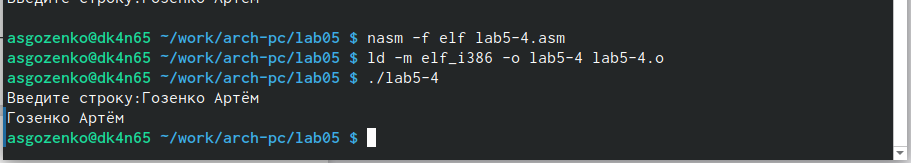 Введите строку:Гозенко Артём
asgozenko@dk4n65 ~/work/arch-pc/lab05 $ nasm -f elf lab5-4.asm
asgozenko@dk4n65 ~/work/arch-pc/lab05 $ ld -m elf_i386 -o lab5-4 lab5-4.o
asgozenko@dk4n65 ~/work/arch-pc/lab05 $ ./lab5-4
Введите строку:Гозенко Артём
Гозенко Артём
asgozenko@dk4n65 ~/work/arch-pc/lab05 $